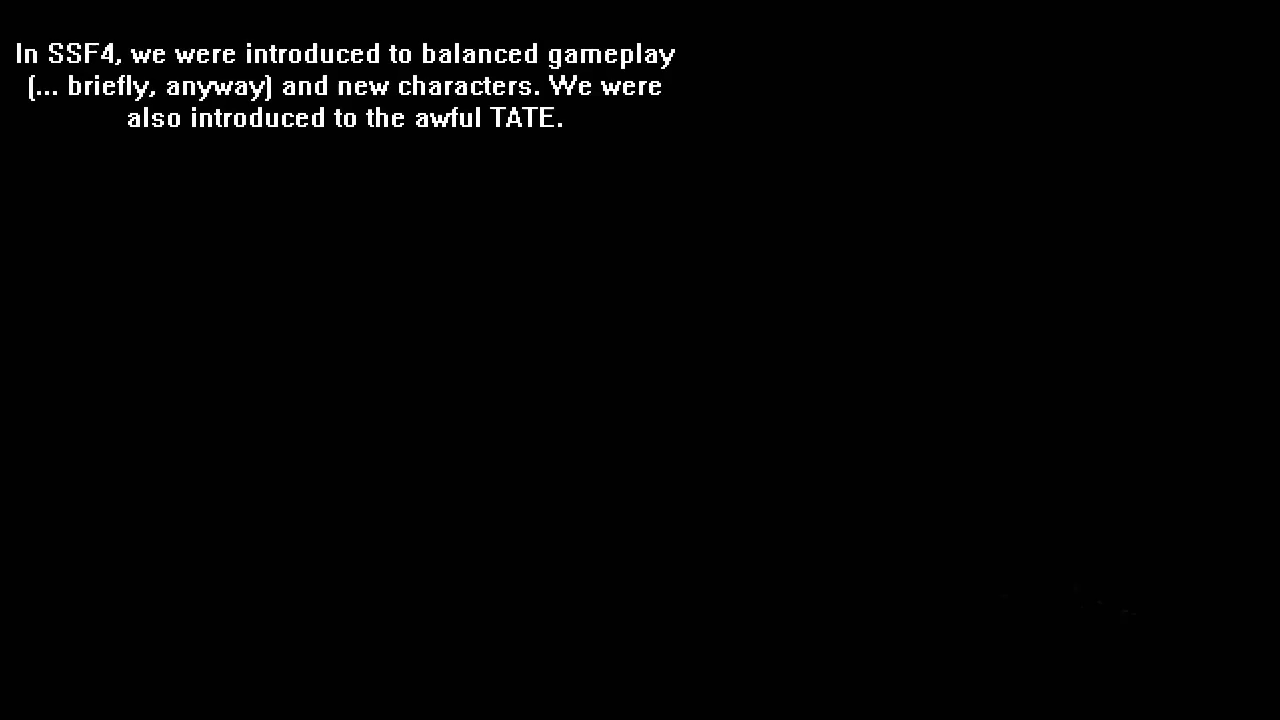 In SSF4, we were introduced to balanced gameplay
(... briefly, anyway) and new characters. We were
also introduced to the awful TATE.